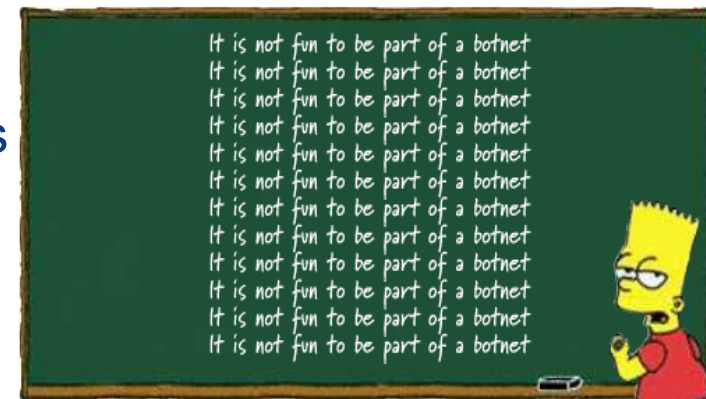 It is not fun to be part of a botnet
It is not fun to be part of a botnet
It is not fun to be part of a botnet
It is not fun to be part of a botnet
s It is not fun to be part of a botnet
It is not fun to be part of a botnet
It is not fun to be part of a botnet
It is not fun to be part of a botnet
It is not fun to be part of a botnet
It is not fun to be part of a botnet
It is not fun to be part of a botnet
It is not fun to be part of a botnet